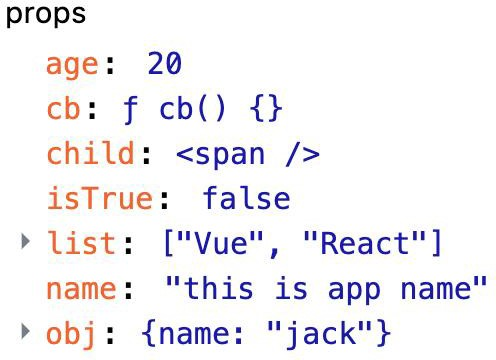 props
age: 20
cb: ƒ cb() {}
child: <span />
isTrue: false
list: ["Vue", "React"]
name: "this is app name"
obj: {name: "jack"}